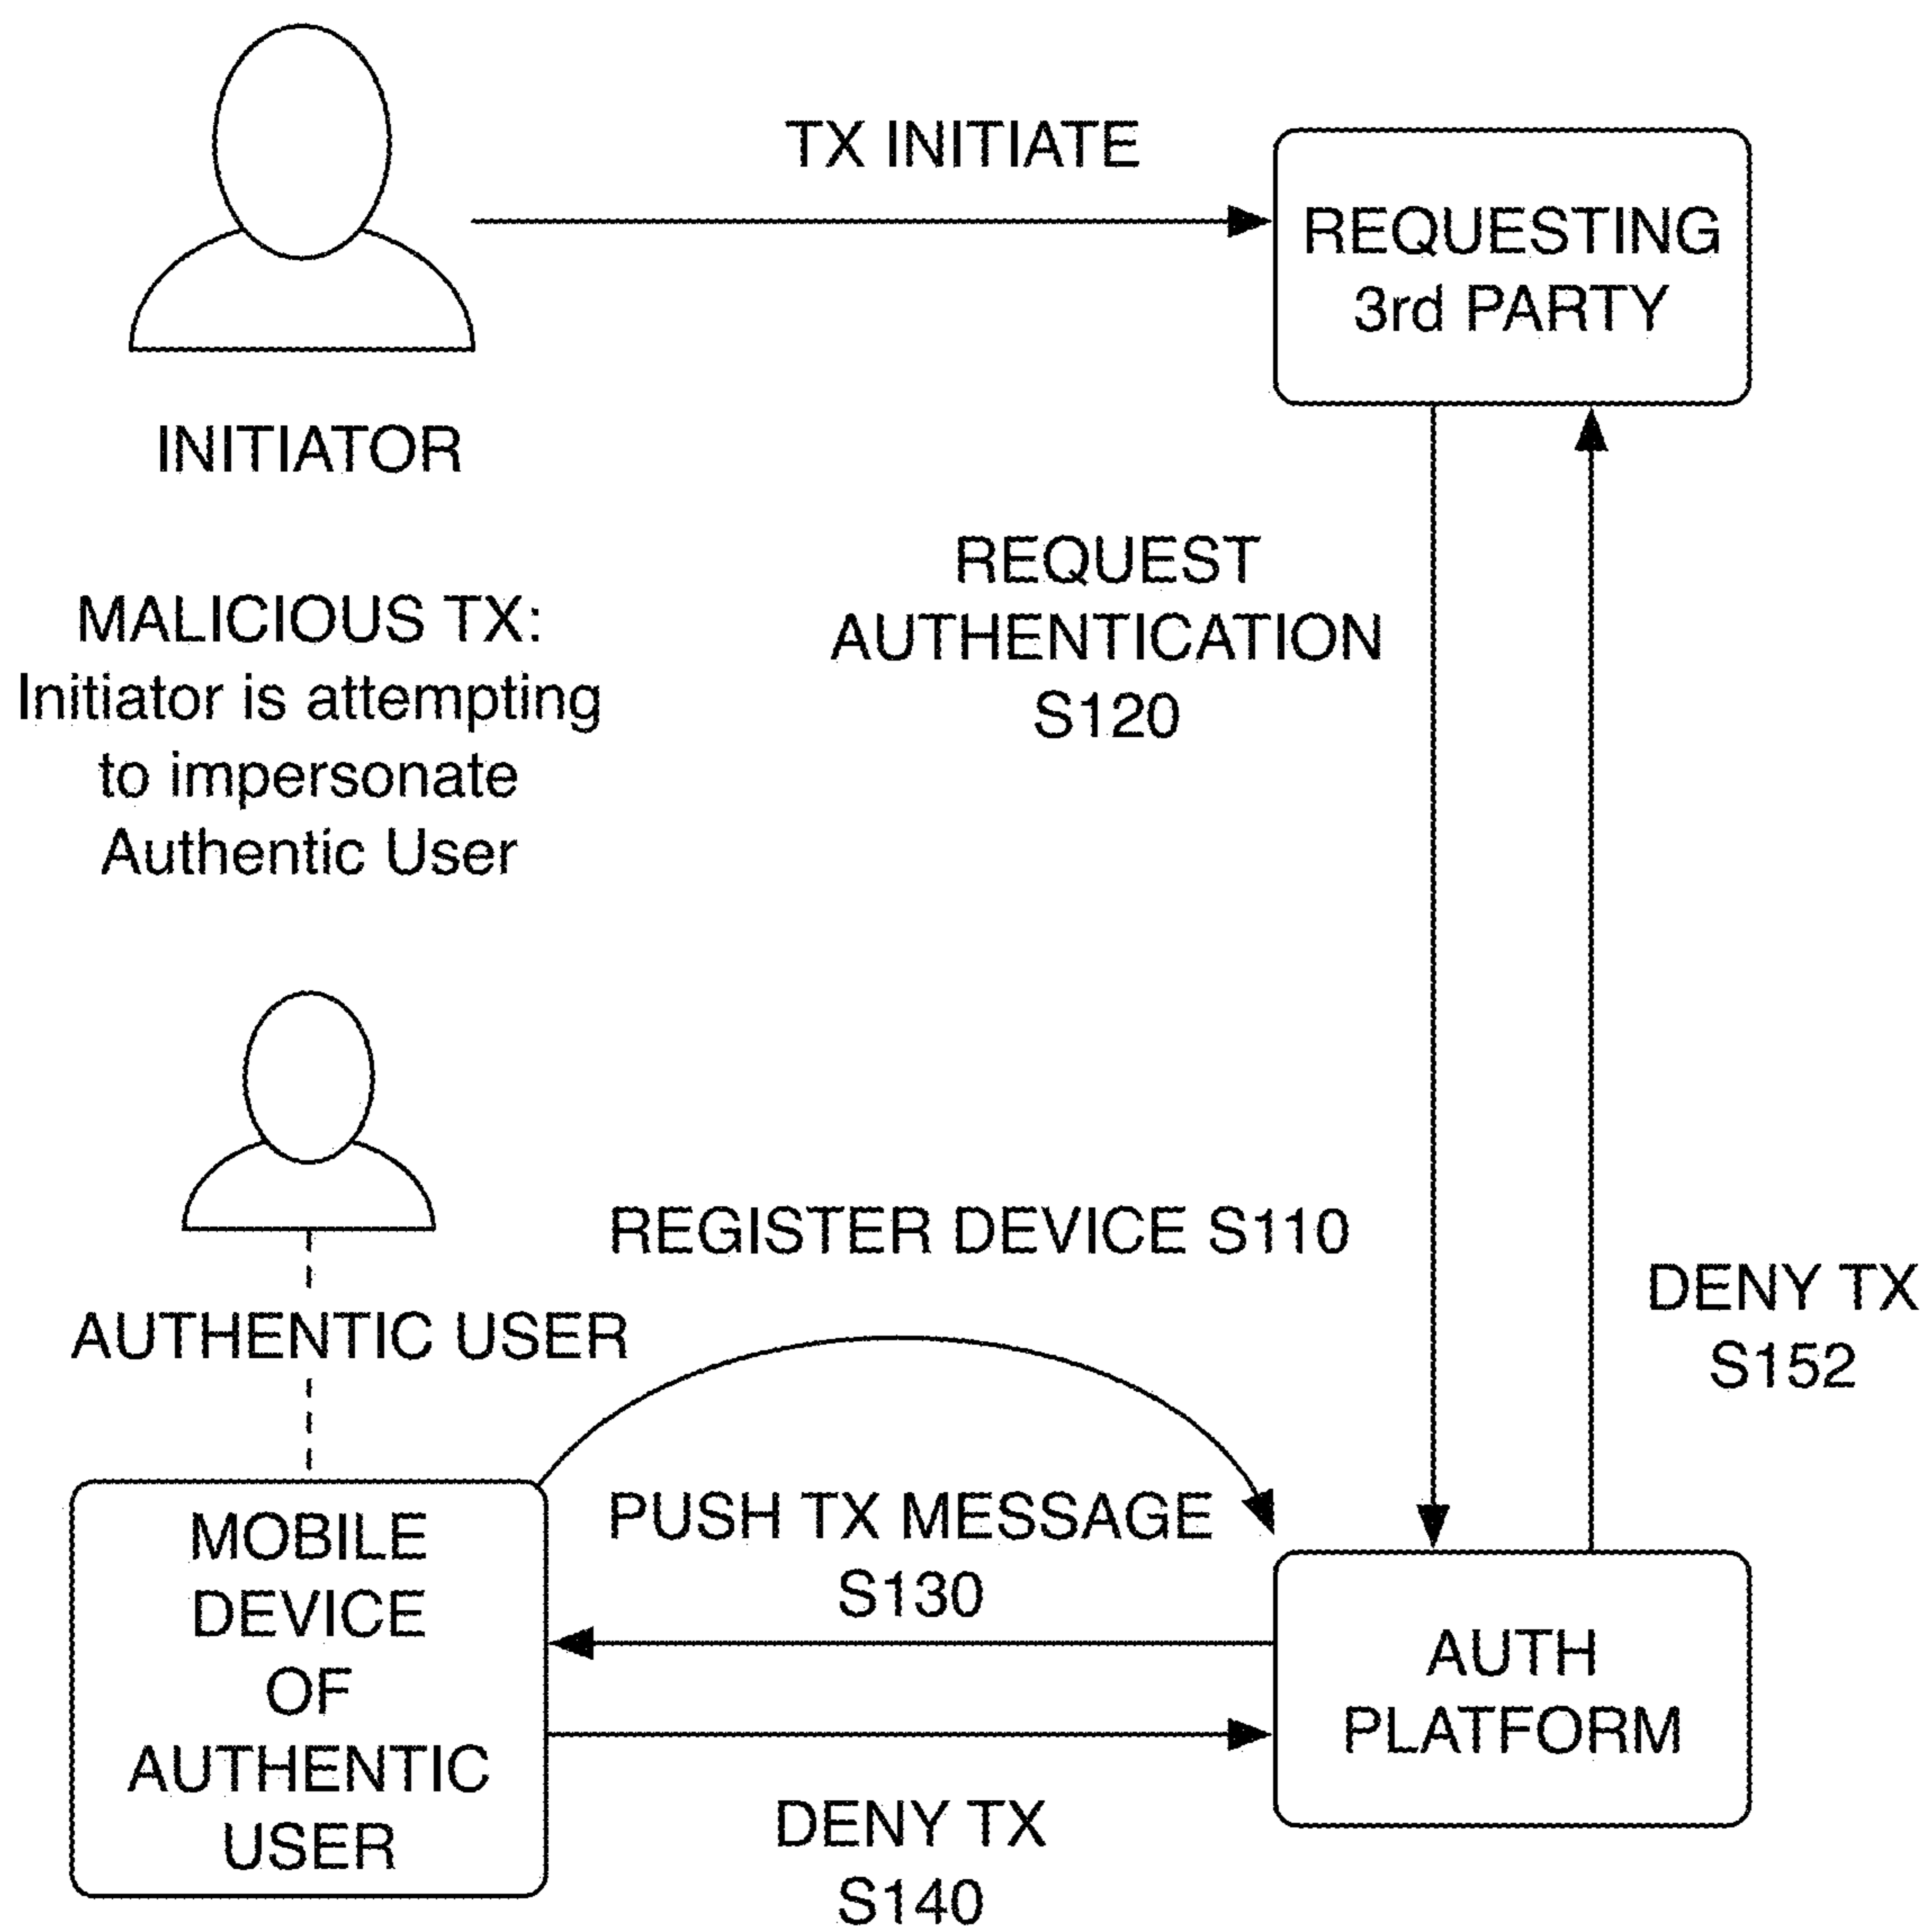 TX INITIATE
REQUESTING
3rd PARTY
INITIATOR
MALICIOUS TX:
Initiator is attempting
to impersonate
Authentic User
REQUEST
AUTHENTICATION
S120
REGISTER DEVICE S110
DENY TX
S152
AUTHENTIC USER
PUSH TX MESSAGE
S130
MOBILE
DEVICE
OF
AUTHENTIC
USER
AUTH
PLATFORM
DENY TX
S140